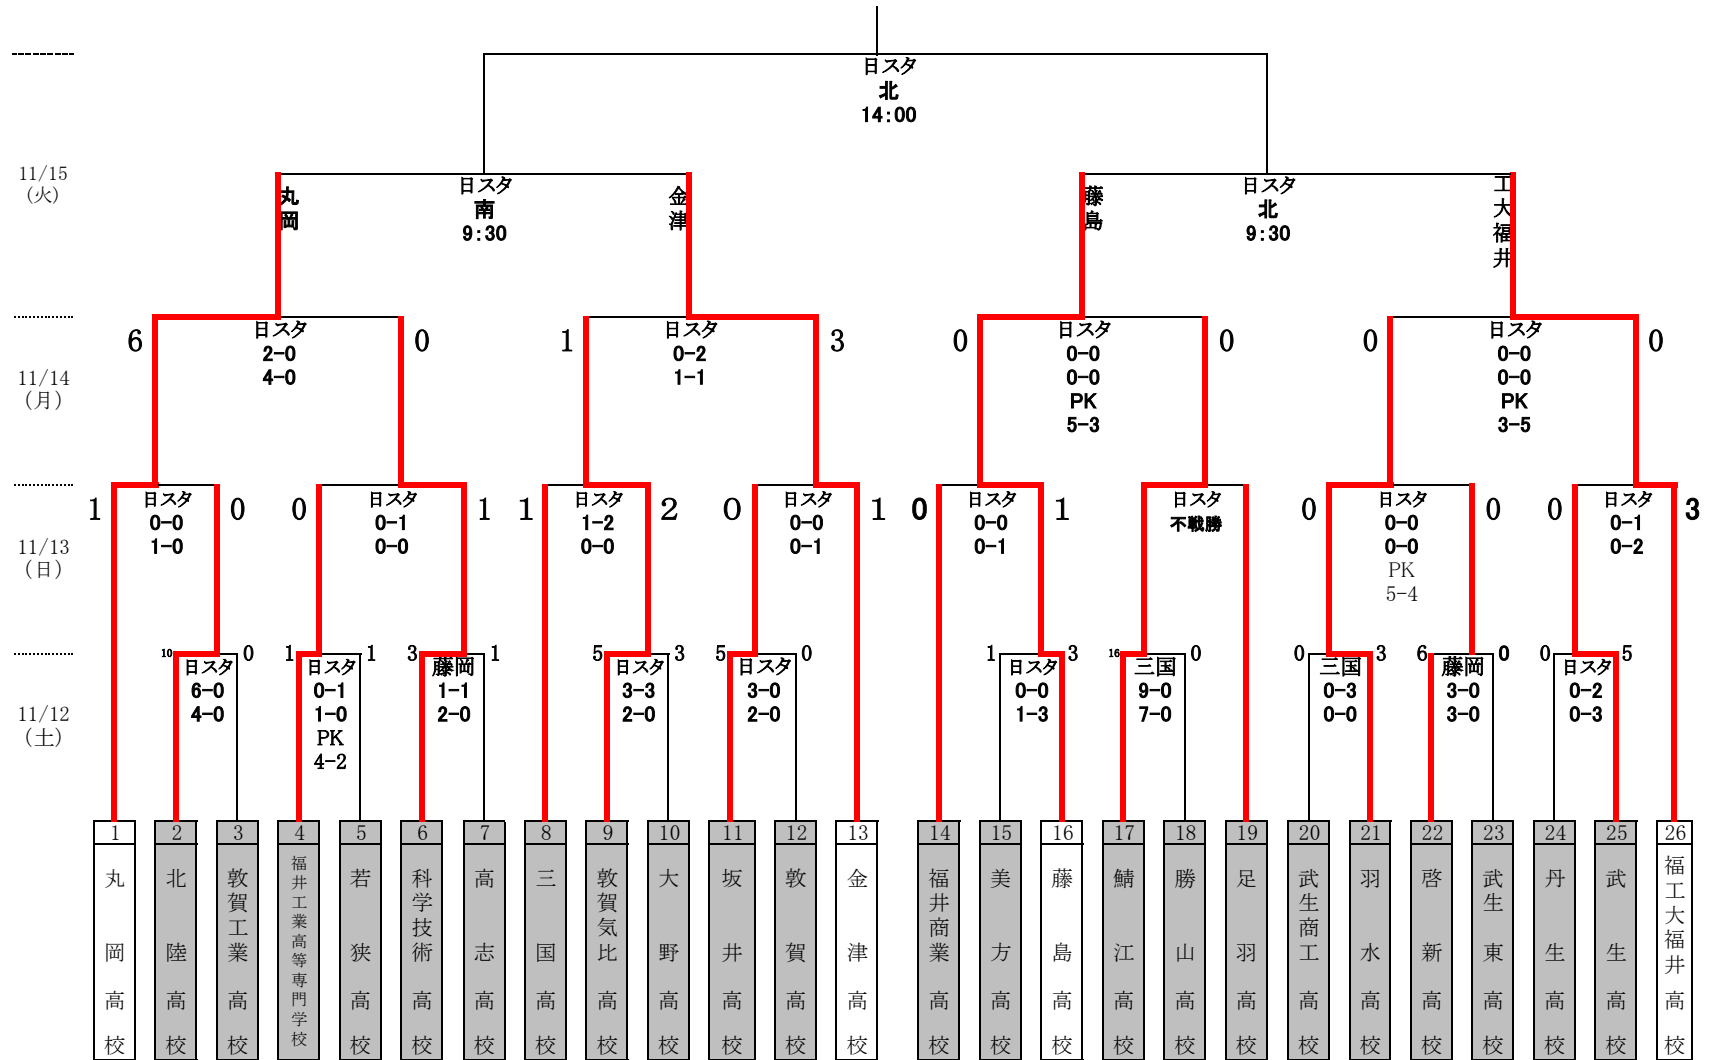 日スタ
北
14:00
11/15
(火)
丸岡
日スタ
南
9:30
金津
藤島
日スタ
北
9:30
工大福井
11/14
(月)
6
日スタ
2-0
4-0
0
1
日スタ
0-2
1-1
3
0
日スタ
0-0
0-0
PK
5-3
0
0
日スタ
0-0
0-0
PK
3-5
0
11/13
(日)
1
日スタ
0-0
1-0
0
0
日スタ
0-1
0-0
1
1
日スタ
1-2
0-0
2
0
日スタ
0-0
0-1
1
0
日スタ
0-0
0-1
1
日スタ
不戦勝
0
日スタ
0-0
0-0
PK
5-4
0
0
日スタ
0-1
0-2
3
11/12
(土)
10
日スタ
6-0
4-0
0
1
日スタ
0-1
1-0
PK
4-2
1
3
藤岡
1-1
2-0
1
5
日スタ
3-3
2-0
3
5
日スタ
3-0
2-0
0
1
日スタ
0-0
1-3
3
16
三国
9-0
7-0
0
0
三国
0-3
0-0
3
6
藤岡
3-0
3-0
0
0
日スタ
0-2
0-3
5
1
丸岡高校
2
北陸高校
3
敦賀工業高校
4
福井工業高等専門学校
5
若狭高校
6
科学技術高校
7
高志高校
8
三国高校
9
敦賀気比高校
10
大野高校
11
坂井高校
12
敦賀高校
13
金津高校
14
福井商業高校
15
美方高校
16
藤島高校
17
鯖江高校
18
勝山高校
19
足羽高校
20
武生商工高校
21
羽水高校
22
啓新高校
23
武生東高校
24
丹生高校
25
武生高校
26
福工大福井高校